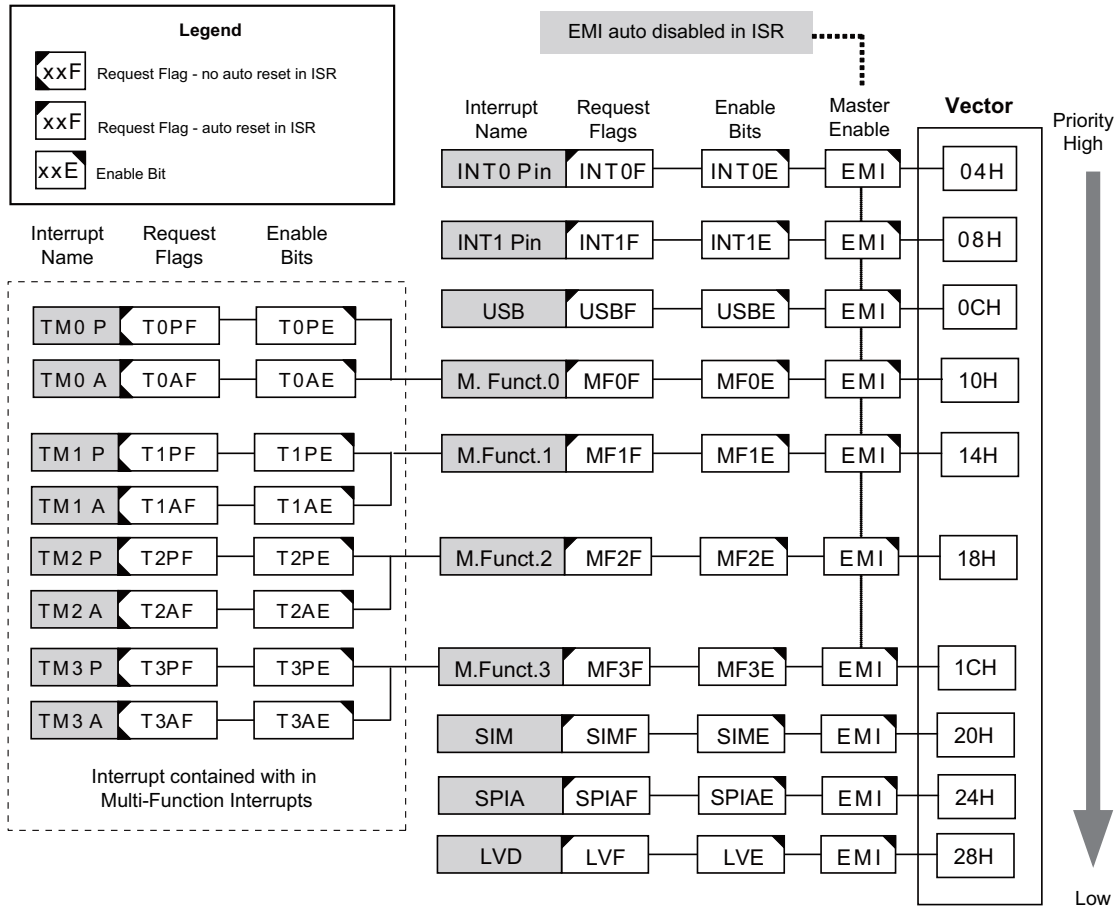 Legend
xxF Request Flag - no auto reset in ISR
xxF Request Flag - auto reset in ISR
xxE Enable Bit
EMI auto disabled in ISR
Interrupt Name Request Flags Enable Bits Master Enable Vector
Priority High
INT0 Pin INT0F INT0E EMI 04H
INT1 Pin INT1F INT1E EMI 08H
USB USBF USBE EMI 0CH
M. Funct.0 MF0F MF0E EMI 10H
M.Funct.1 MF1F MF1E EMI 14H
M.Funct.2 MF2F MF2E EMI 18H
M.Funct.3 MF3F MF3E EMI 1CH
SIM SIMF SIME EMI 20H
SPIA SPIAF SPIAE EMI 24H
LVD LVF LVE EMI 28H
Low
Interrupt Name Request Flags Enable Bits
TM0 P T0PF T0PE
TM0 A T0AF T0AE
TM1 P T1PF T1PE
TM1 A T1AF T1AE
TM2 P T2PF T2PE
TM2 A T2AF T2AE
TM3 P T3PF T3PE
TM3 A T3AF T3AE
Interrupt contained with in
Multi-Function Interrupts